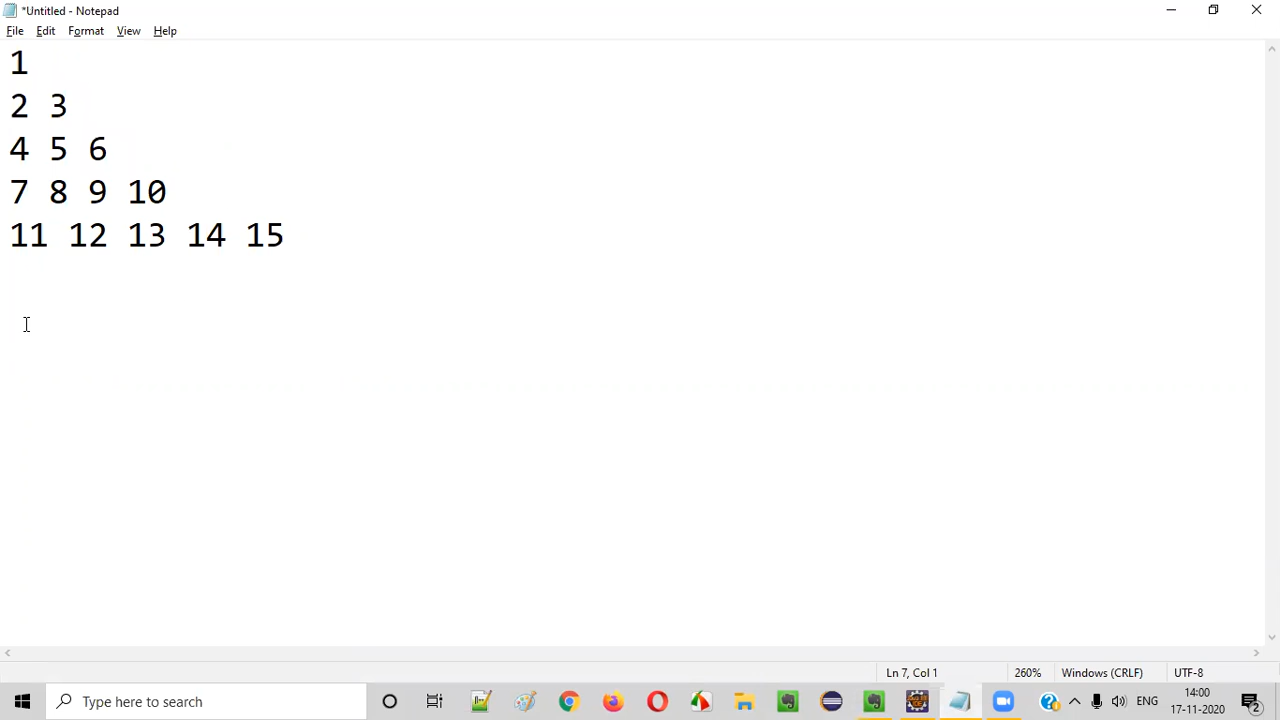 *Untitled - Notepad
File Edit Format View Help
1
2 3
4 5 6
7 8 9 10
11 12 13 14 15
Ln 7, Col 1 260% Windows (CRLF) UTF-8
Type here to search
ENG
14:00
17-11-2020
2